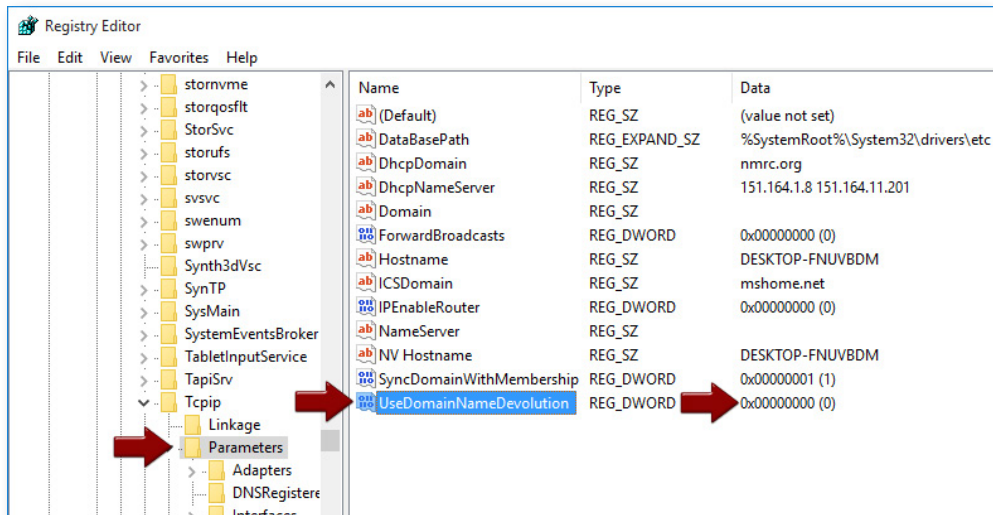 Registry Editor
File Edit View Favorites Help
stornvme
storqosflt
StorSvc
storufs
storvsc
svsvc
swenum
swprv
Synth3dVsc
SynTP
SysMain
SystemEventsBroker
TabletInputService
TapiSrv
Tcpip
Linkage
Parameters
Adapters
DNSRegistere
Interfaces
Name Type Data
(Default) REG_SZ (value not set)
DataBasePath REG_EXPAND_SZ %SystemRoot%\System32\drivers\etc
DhcpDomain REG_SZ nmrc.org
DhcpNameServer REG_SZ 151.164.1.8 151.164.11.201
Domain REG_SZ
ForwardBroadcasts REG_DWORD 0x00000000 (0)
Hostname REG_SZ DESKTOP-FNUVBDM
ICSDomain REG_SZ mshome.net
IPEnableRouter REG_DWORD 0x00000000 (0)
NameServer REG_SZ
NV Hostname REG_SZ DESKTOP-FNUVBDM
SyncDomainWithMembership REG_DWORD 0x00000001 (1)
UseDomainNameDevolution REG_DWORD 0x00000000 (0)